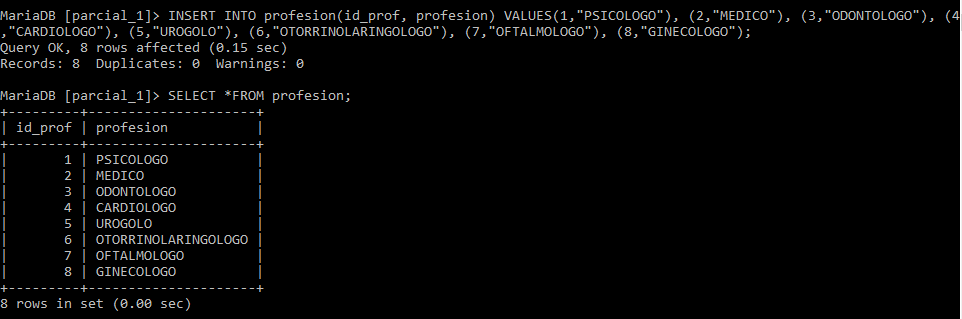 MariaDB [parcial_1]> INSERT INTO profesion(id_prof, profesion) VALUES(1,"PSICOLOGO"), (2,"MEDICO"), (3,"ODONTOLOGO"), (4
,"CARDIOLOGO"), (5,"UROGOLO"), (6,"OTORRINOLARINGOLOGO"), (7,"OFTALMOLOGO"), (8,"GINECOLOGO");
Query OK, 8 rows affected (0.15 sec)
Records: 8  Duplicates: 0  Warnings: 0

MariaDB [parcial_1]> SELECT *FROM profesion;
+---------+---------------------+
| id_prof | profesion           |
+---------+---------------------+
|       1 | PSICOLOGO           |
|       2 | MEDICO              |
|       3 | ODONTOLOGO          |
|       4 | CARDIOLOGO          |
|       5 | UROGOLO             |
|       6 | OTORRINOLARINGOLOGO |
|       7 | OFTALMOLOGO         |
|       8 | GINECOLOGO          |
+---------+---------------------+
8 rows in set (0.00 sec)